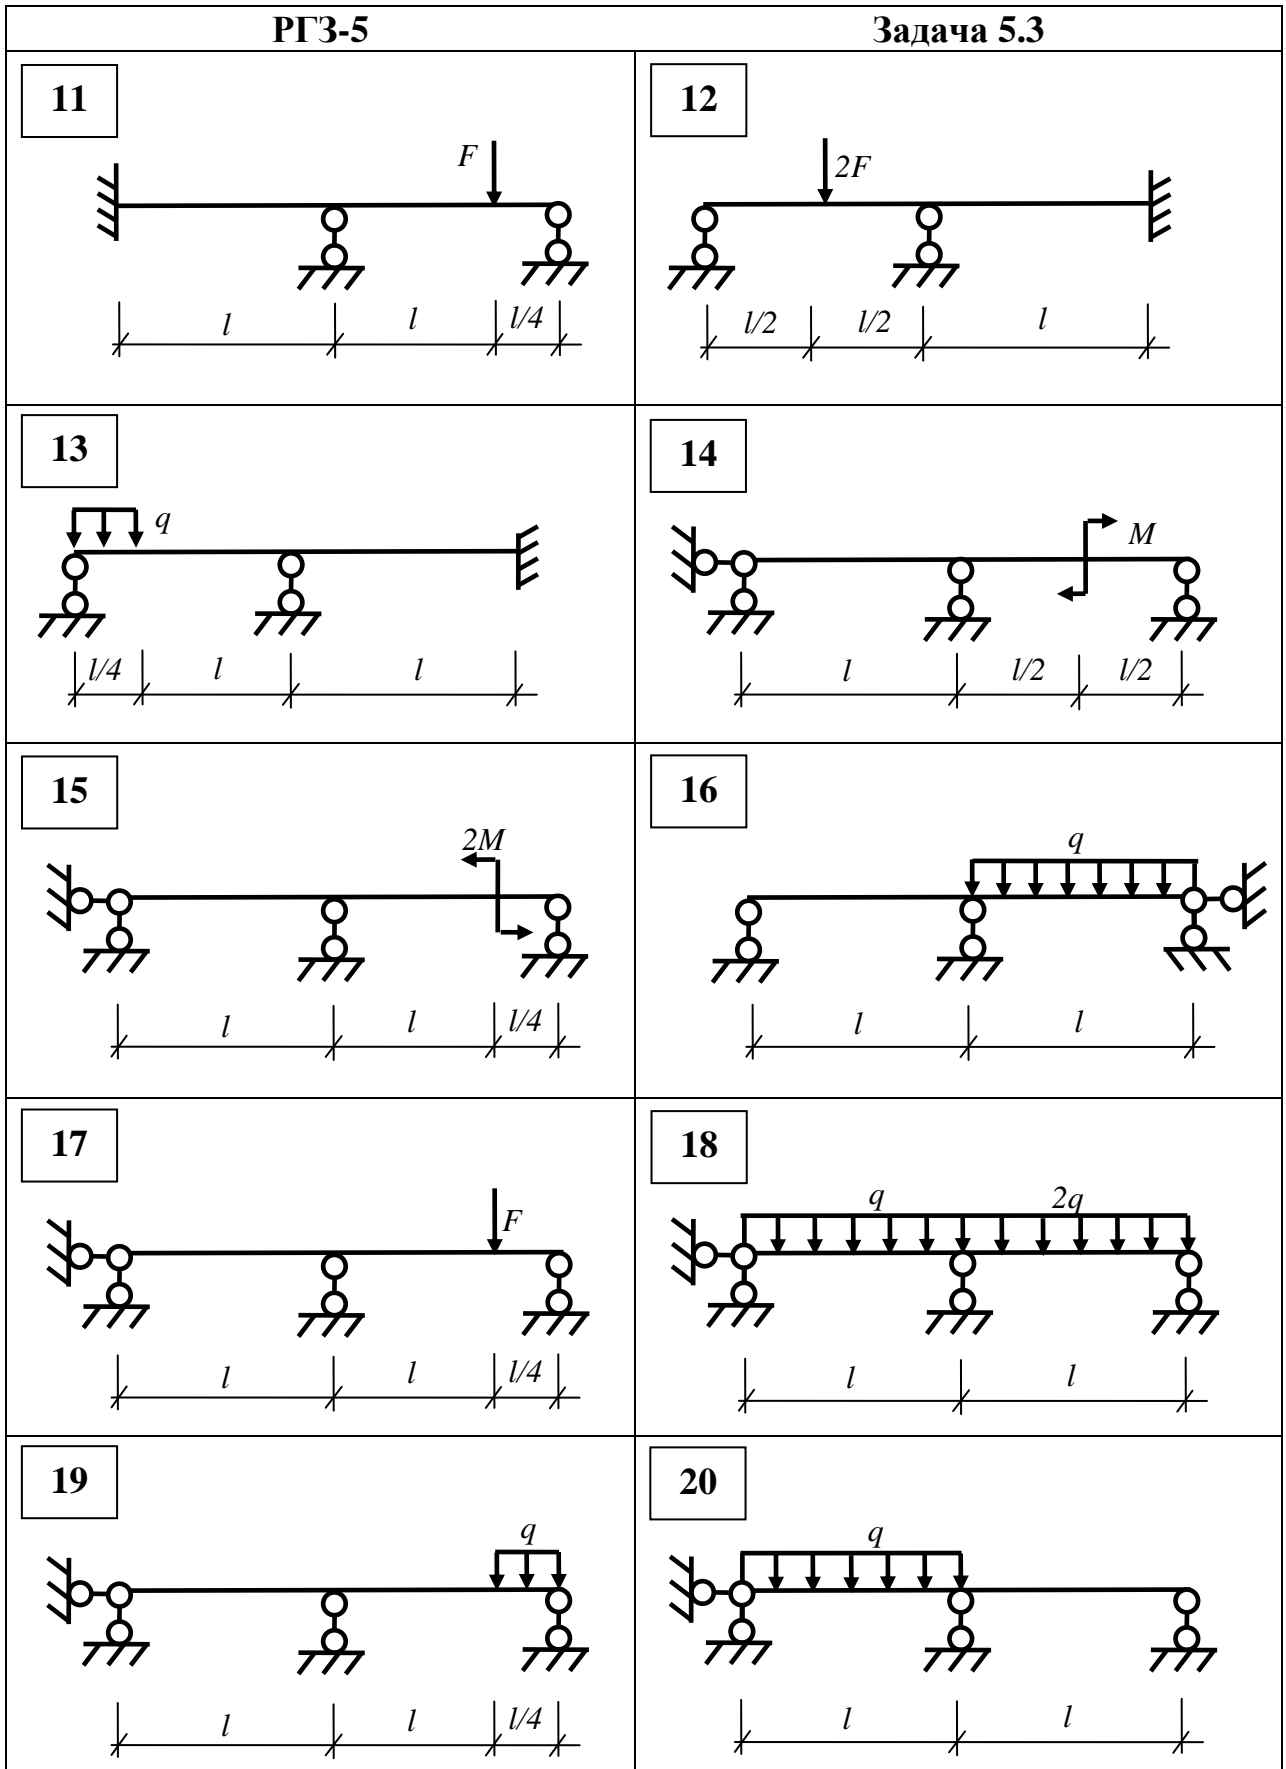 РГЗ-5 Задача 5.3
11
F
l l l/4
12
2F
l/2 l/2 l
13
q
l/4 l l
14
M
l l/2 l/2
15
2M
l l l/4
16
q
l l
17
F
l l l/4
18
q 2q
l l
19
q
l l l/4
20
q
l l